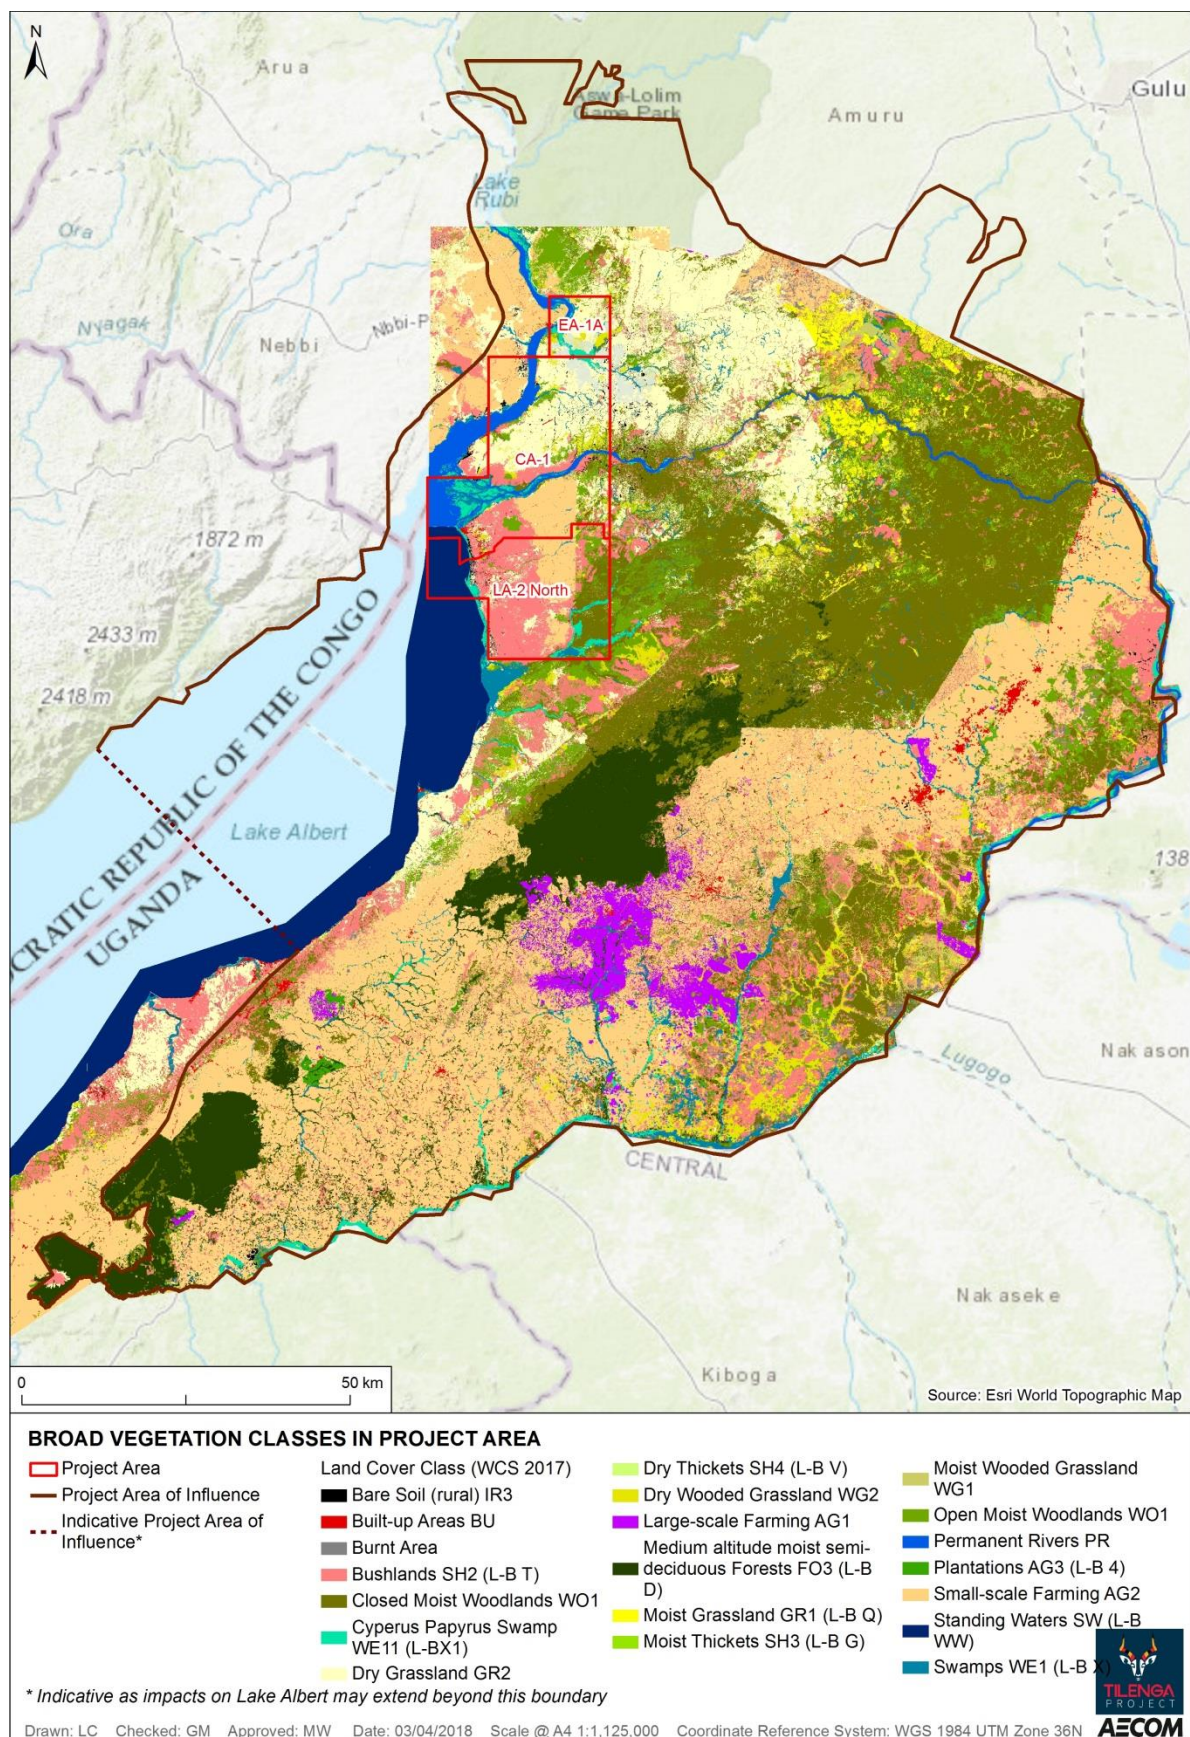 N
Arua
Aswa-Lolim
Game Park
Gulu
Amuru
Lake
Rubi
Ora
Nyagak
Nebbi
EA-1A
CA-1
1872 m
LA-2 North
2433 m
2418 m
OCRATIC REPUBLIC OF THE CONGO
UGANDA
Lake Albert
138
Lugogo
Nakason
CENTRAL
Nakaseke
Kiboga
0
50 km
Source: Esri World Topographic Map
BROAD VEGETATION CLASSES IN PROJECT AREA
Project Area
Project Area of Influence
Indicative Project Area of
Influence*
Land Cover Class (WCS 2017)
Bare Soil (rural) IR3
Built-up Areas BU
Burnt Area
Bushlands SH2 (L-B T)
Closed Moist Woodlands WO1
Cyperus Papyrus Swamp
WE11 (L-BX1)
Dry Grassland GR2
Dry Thickets SH4 (L-B V)
Dry Wooded Grassland WG2
Large-scale Farming AG1
Medium altitude moist semi-
deciduous Forests FO3 (L-B
D)
Moist Grassland GR1 (L-B Q)
Moist Thickets SH3 (L-B G)
Moist Wooded Grassland
WG1
Open Moist Woodlands WO1
Permanent Rivers PR
Plantations AG3 (L-B 4)
Small-scale Farming AG2
Standing Waters SW (L-B
WW)
Swamps WE1 (L-B X)
* Indicative as impacts on Lake Albert may extend beyond this boundary
TILENGA
PROJECT
Drawn: LC Checked: GM Approved: MW Date: 03/04/2018 Scale @ A4 1:1,125,000 Coordinate Reference System: WGS 1984 UTM Zone 36N
AECOM